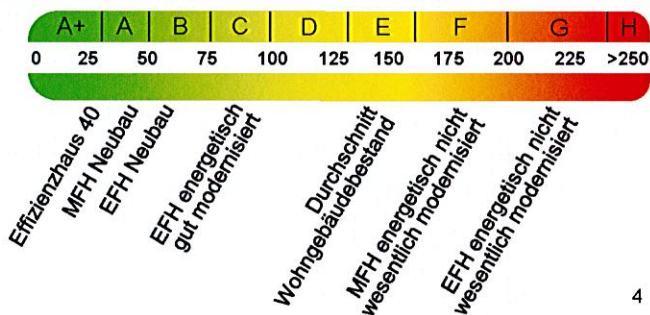 A+ A B C D E F G H
0 25 50 75 100 125 150 175 200 225 >250
Effizienzhaus 40
MFH Neubau
EFH Neubau
EFH energetisch
gut modernisiert
Durchschnitt
Wohngebäudebestand
MFH energetisch nicht
wesentlich modernisiert
EFH energetisch nicht
wesentlich modernisiert
4